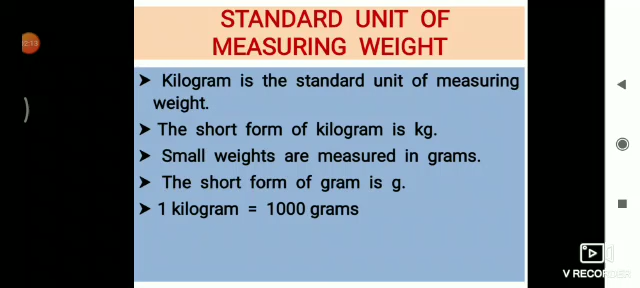 STANDARD UNIT OF
MEASURING WEIGHT
➤ Kilogram is the standard unit of measuring
weight.
➤ The short form of kilogram is kg.
➤ Small weights are measured in grams.
➤ The short form of gram is g.
➤ 1 kilogram = 1000 grams
V RECORDER